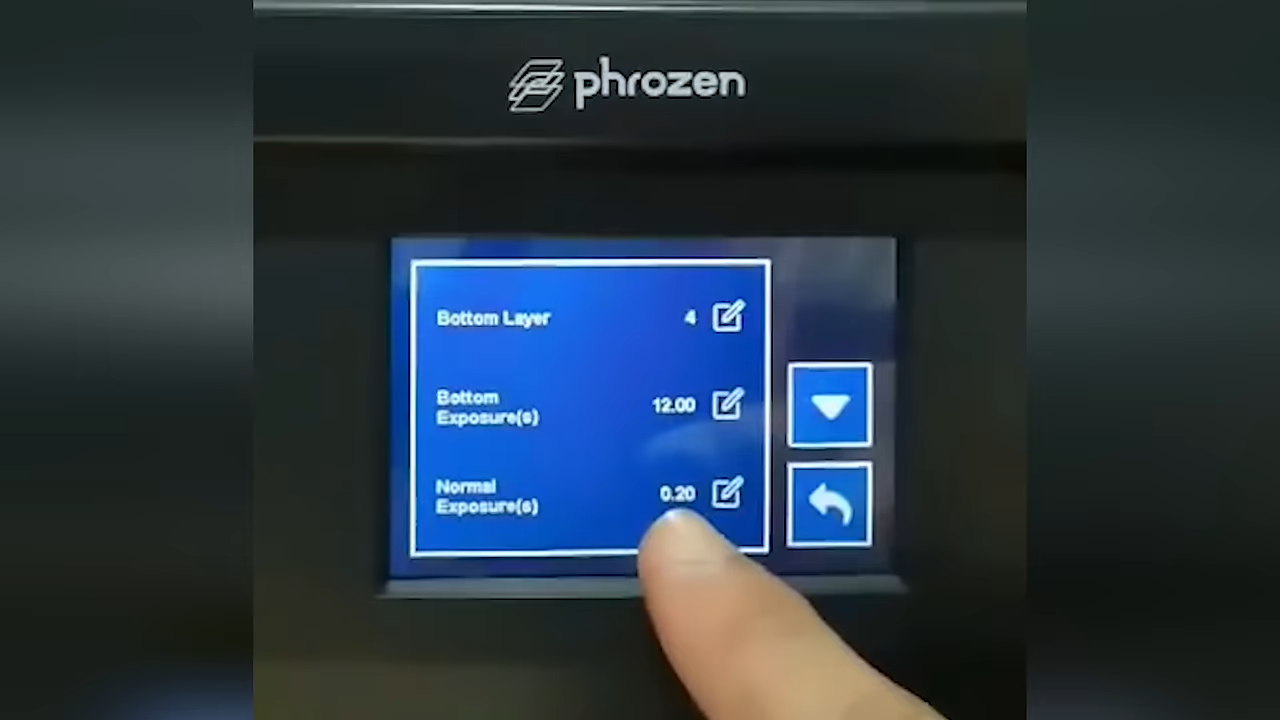 phrozen
Bottom Layer 4
Bottom
Exposure(s) 12.00
Normal
Exposure(s) 0.20